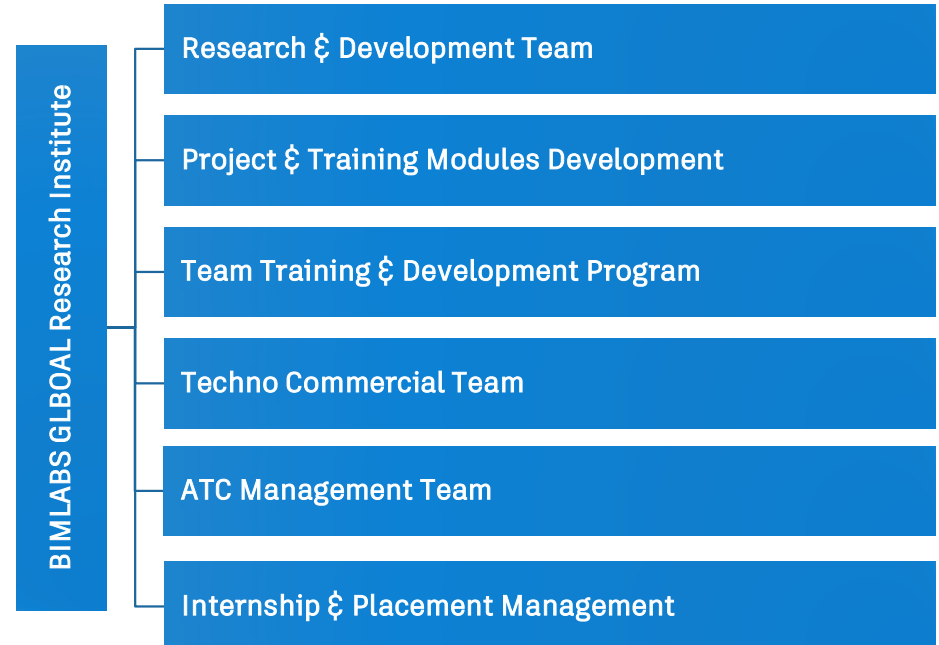 BIMLABS GLBOAL Research Institute
Research & Development Team
Project & Training Modules Development
Team Training & Development Program
Techno Commercial Team
ATC Management Team
Internship & Placement Management